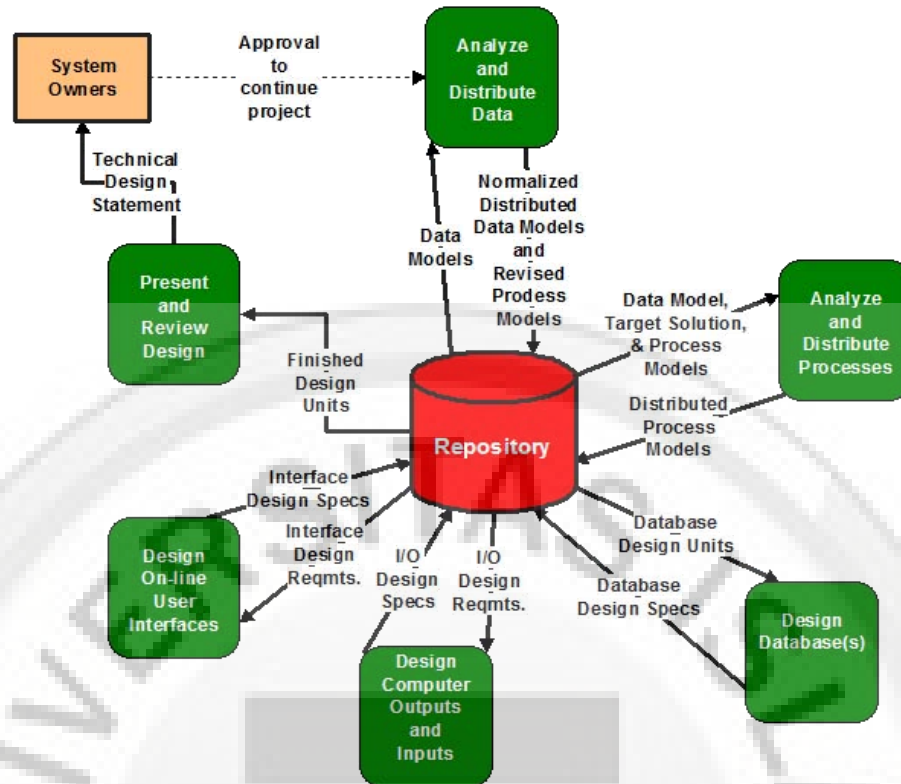 System
Owners
Approval
to
continue
project
Analyze
and
Distribute
Data
Technical
Design
Statement
Data
Models
Normalized
Distributed
Data Models
and
Revised
Prodess
Models
Present
and
Review
Design
Finished
Design
Units
Data Model,
Target Solution,
& Process
Models
Analyze
and
Distribute
Processes
Distributed
Process
Models
Repository
Interface
Design Specs
Interface
Design
Reqmts.
Design
On-line
User
Interfaces
I/O
Design
Specs
I/O
Design
Reqmts.
Database
Design Units
Database
Design Specs
Design
Database(s)
Design
Computer
Outputs
and
Inputs